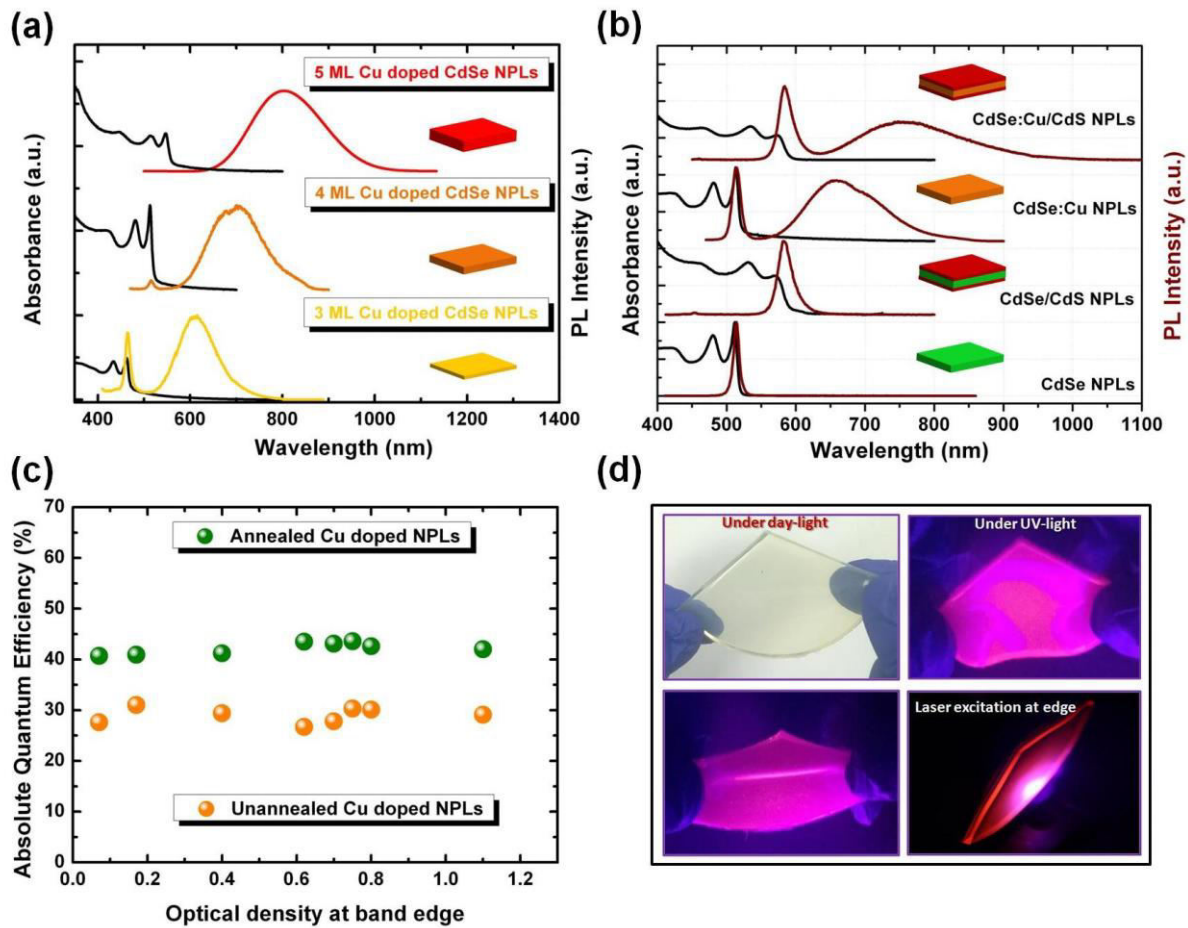 (a)
5 ML Cu doped CdSe NPLs
4 ML Cu doped CdSe NPLs
3 ML Cu doped CdSe NPLs
Absorbance (a.u.)
PL Intensity (a.u.)
400 600 800 1000 1200 1400
Wavelength (nm)
(b)
CdSe:Cu/CdS NPLs
CdSe:Cu NPLs
CdSe/CdS NPLs
CdSe NPLs
Absorbance (a.u.)
PL Intensity (a.u.)
400 500 600 700 800 900 1000 1100
Wavelength (nm)
(c)
Absolute Quantum Efficiency (%)
70
60
50
40
30
20
10
0
Annealed Cu doped NPLs
Unannealed Cu doped NPLs
0.0 0.2 0.4 0.6 0.8 1.0 1.2
Optical density at band edge
(d)
Under day-light
Under UV-light
Laser excitation at edge